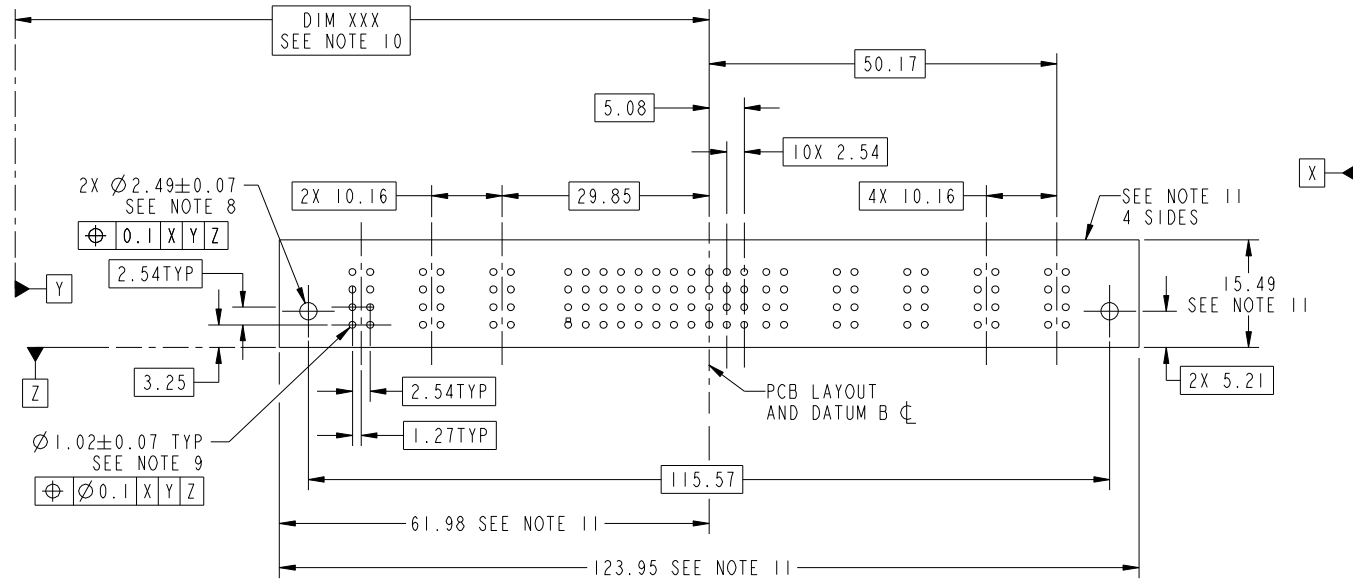 DIM XXX
SEE NOTE 10
50.17
5.08
10X 2.54
X
2X Ø2.49±0.07
SEE NOTE 8
⌖ 0.1 X Y Z
2X 10.16
29.85
4X 10.16
SEE NOTE 11
4 SIDES
2.54TYP
Y
15.49
SEE NOTE 11
Z
3.25
2.54TYP
PCB LAYOUT
AND DATUM B ℄
2X 5.21
Ø1.02±0.07 TYP
SEE NOTE 9
⌖ Ø0.1 X Y Z
1.27TYP
115.57
61.98 SEE NOTE 11
123.95 SEE NOTE 11